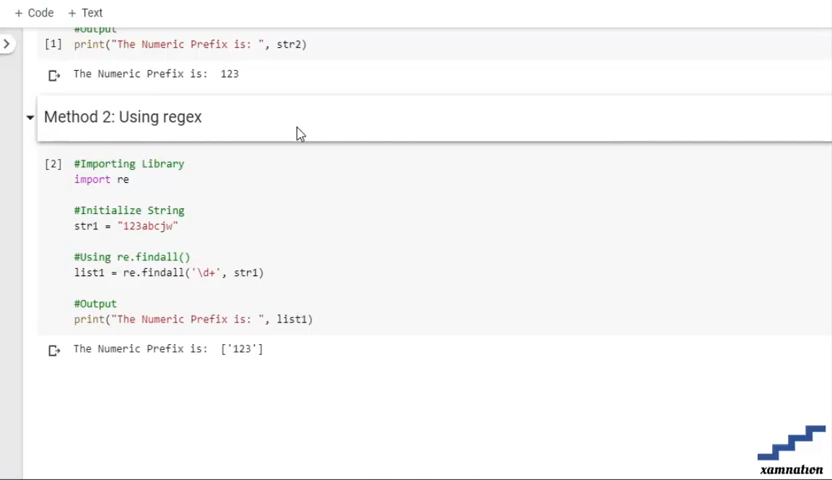 + Code + Text
#Output
[1] print("The Numeric Prefix is: ", str2)
The Numeric Prefix is:  123
Method 2: Using regex
[2] #Importing Library
import re
#Initialize String
str1 = "123abcjw"
#Using re.findall()
list1 = re.findall('\d+', str1)
#Output
print("The Numeric Prefix is: ", list1)
The Numeric Prefix is:  ['123']
xamnation